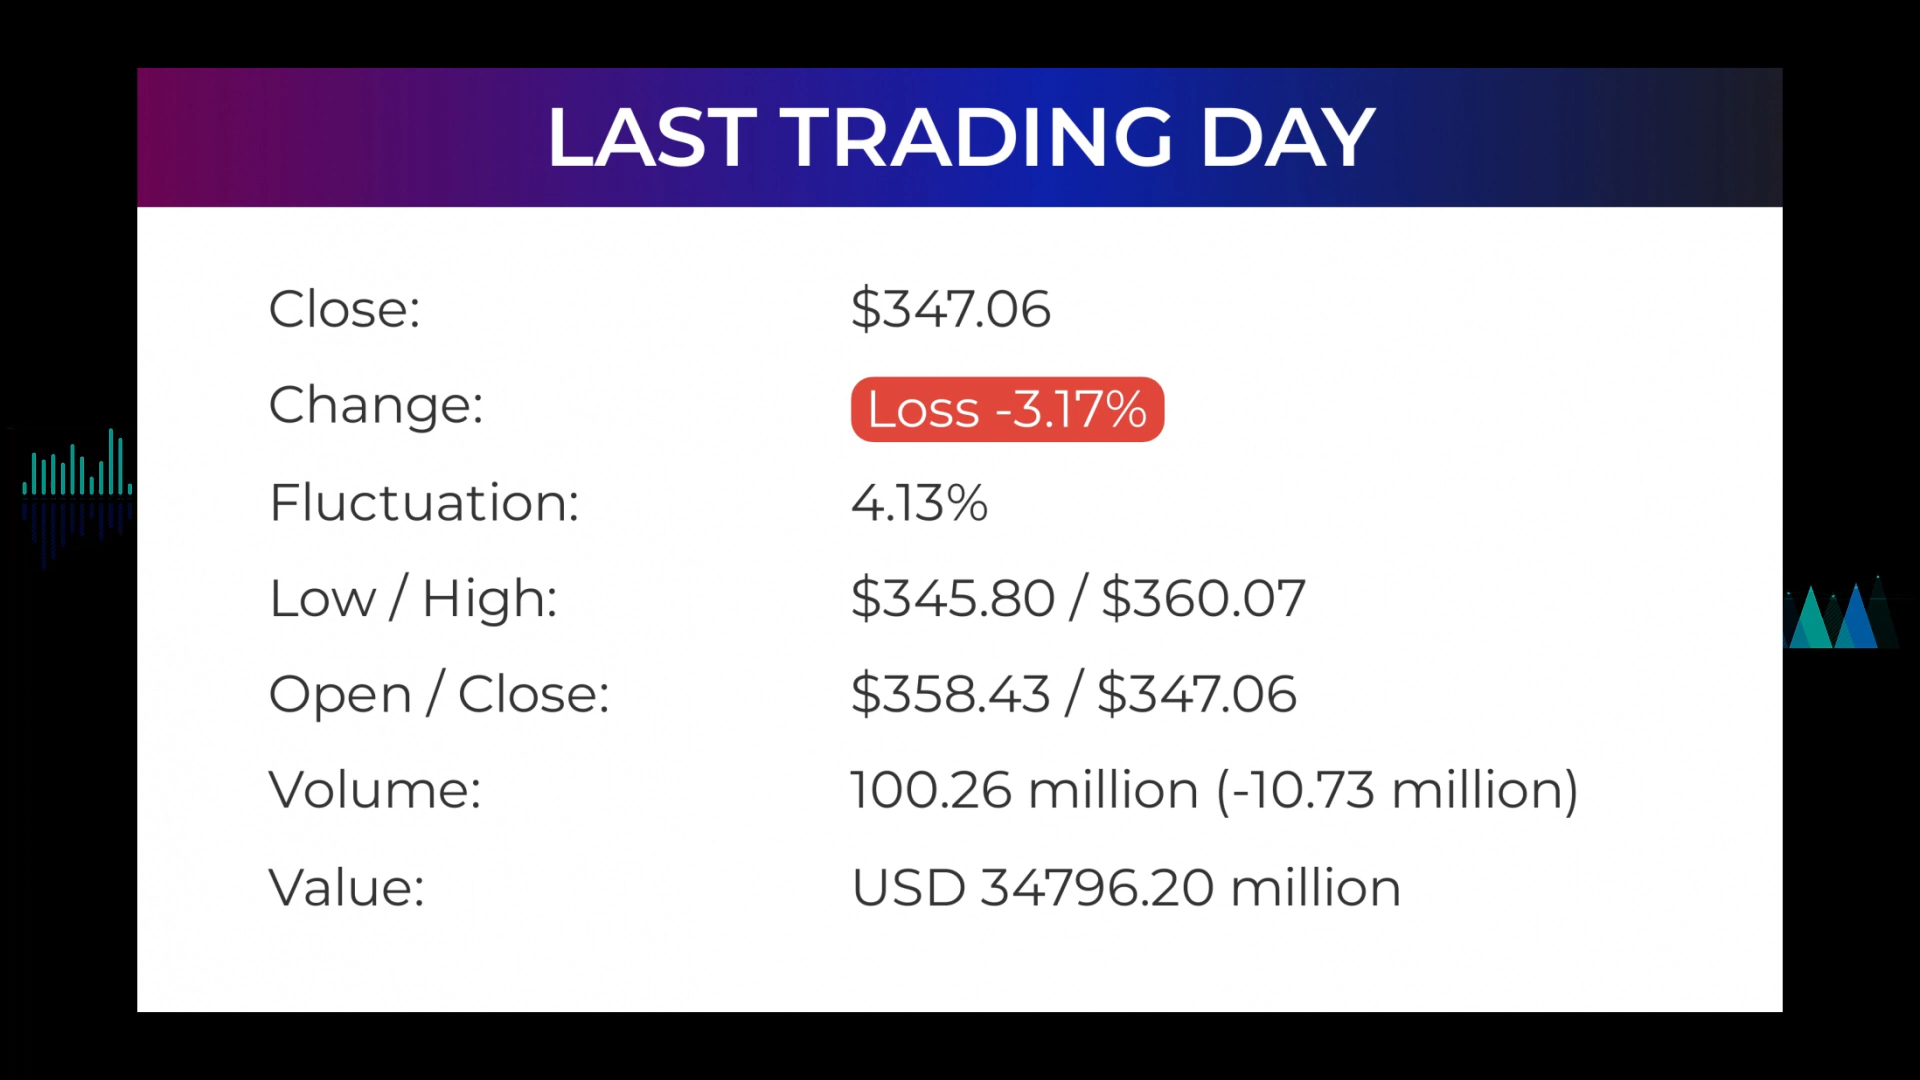 LAST TRADING DAY
Close: $347.06
Change: Loss -3.17%
Fluctuation: 4.13%
Low / High: $345.80 / $360.07
Open / Close: $358.43 / $347.06
Volume: 100.26 million (-10.73 million)
Value: USD 34796.20 million